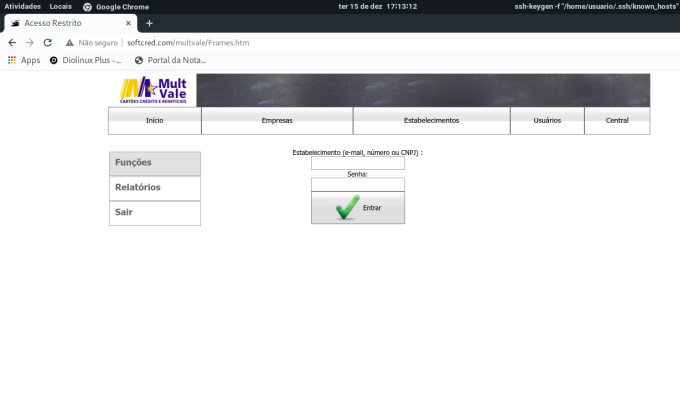 Atividades Locais Google Chrome ter 15 de dez 17:13:12 ssh-keygen -f "/home/usuario/.ssh/known_hosts"
Acesso Restrito × +
Não seguro | softcred.com/multvale/Frames.htm
Apps Diolinux Plus -... Portal da Nota...
Mult
Vale
CARTÕES CRÉDITO E BENEFÍCIOS
Início Empresas Estabelecimentos Usuários Central
Estabelecimento (e-mail, número ou CNPJ) :
Funções
Senha:
Relatórios
Entrar
Sair